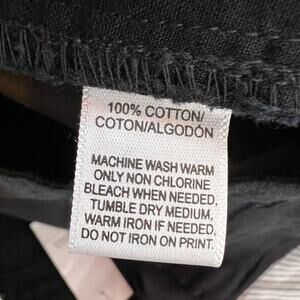 100% COTTON/
COTON/ALGODÓN
MACHINE WASH WARM
ONLY NON CHLORINE
BLEACH WHEN NEEDED,
TUMBLE DRY MEDIUM,
WARM IRON IF NEEDED,
DO NOT IRON ON PRINT.